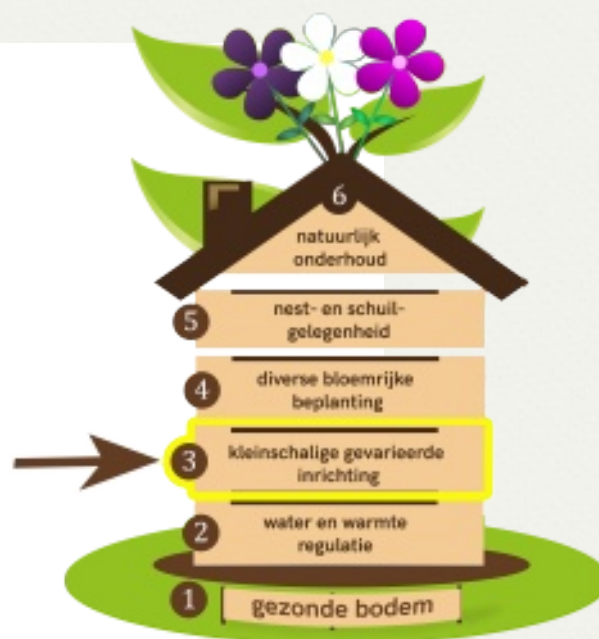 6
natuurlijk
onderhoud
5
nest- en schuil-
gelegenheid
4
diverse bloemrijke
beplanting
3
kleinschalige gevarieerde
inrichting
2
water en warmte
regulatie
1
gezonde bodem